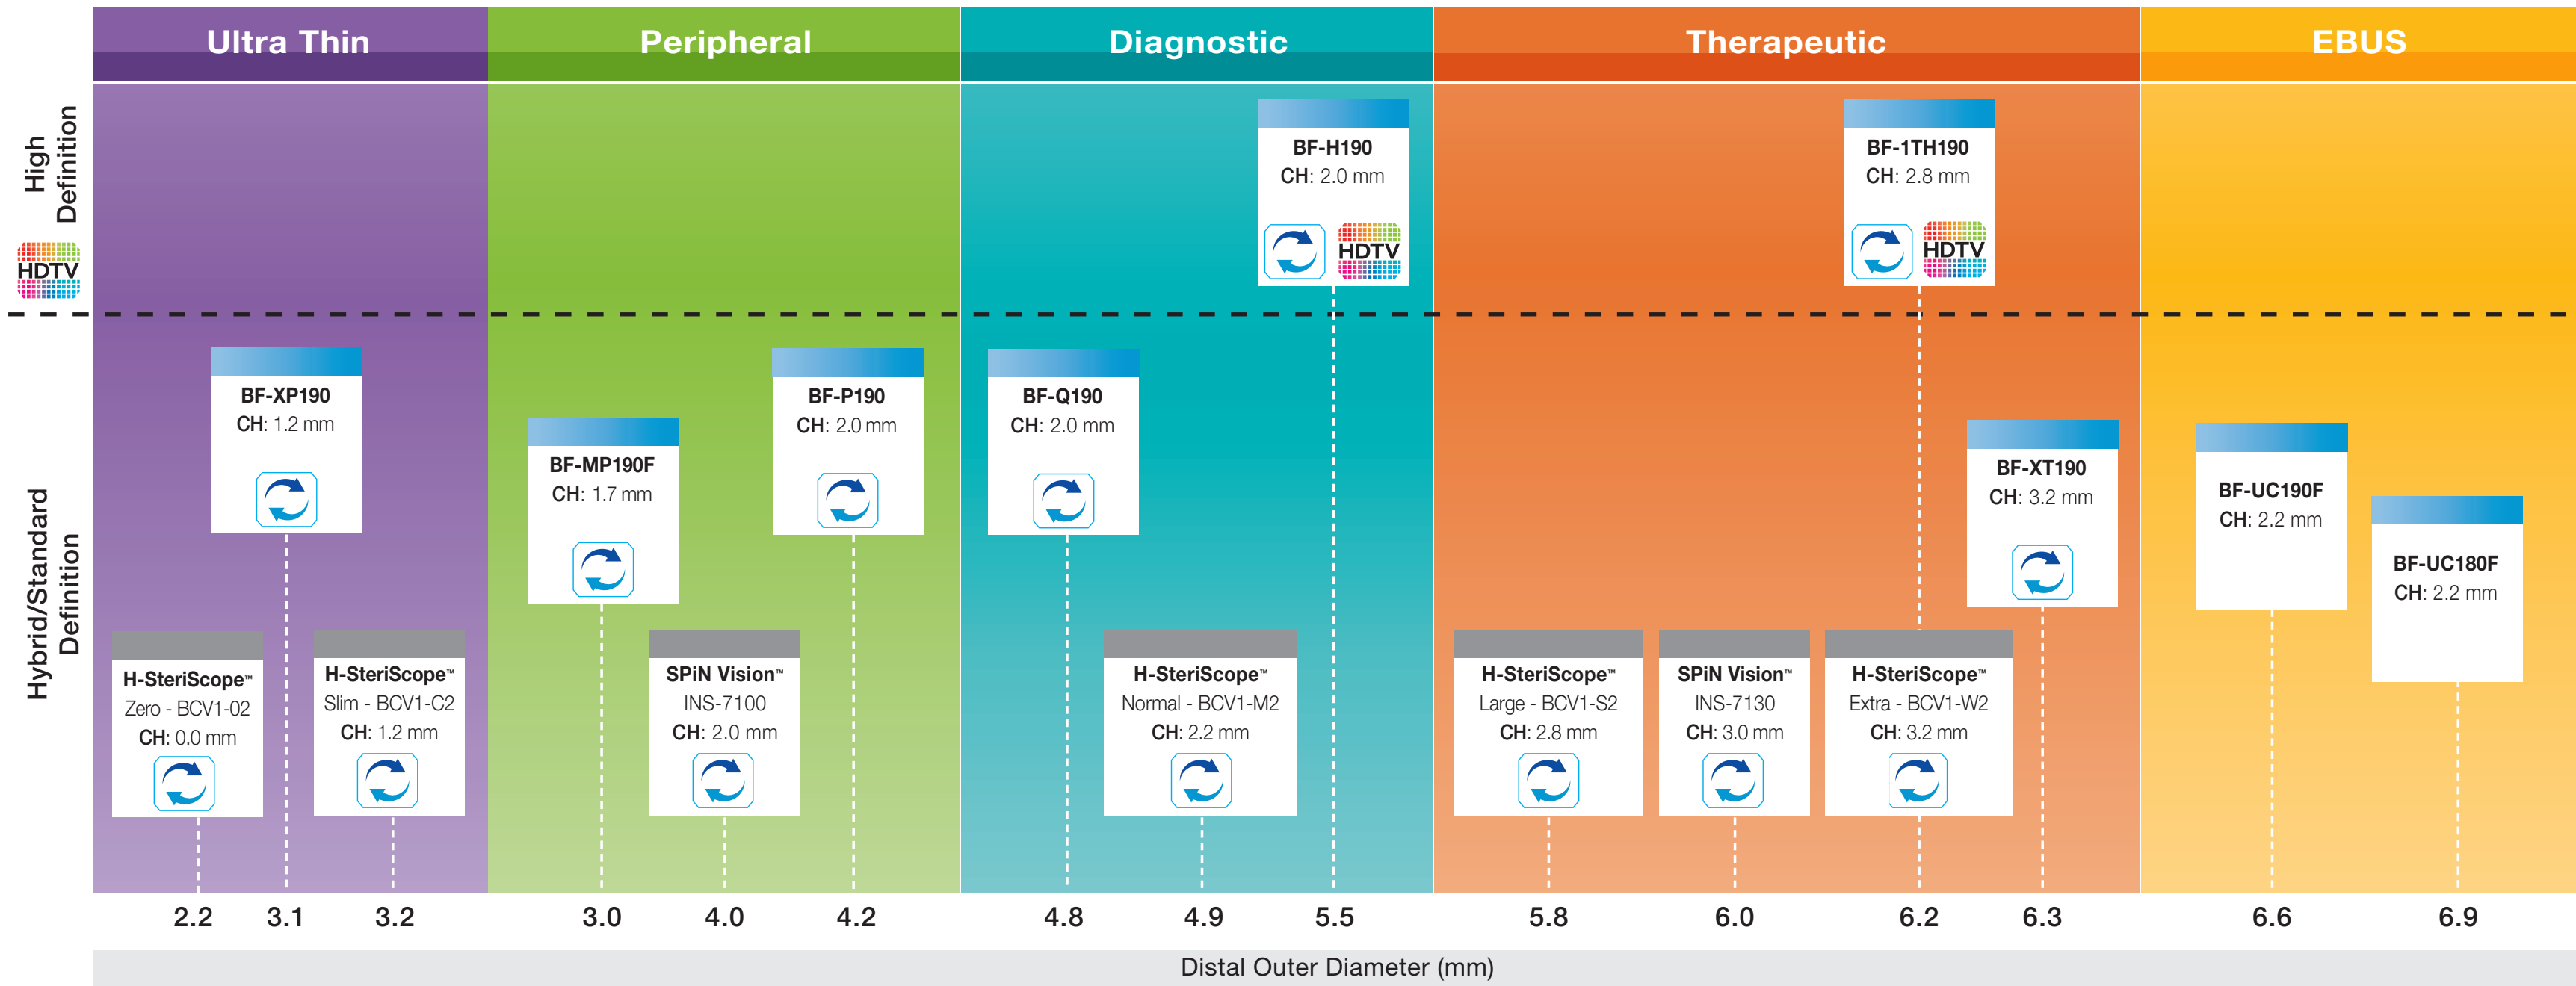 Ultra Thin
Peripheral
Diagnostic
Therapeutic
EBUS
High
Definition
HDTV
BF-H190
CH: 2.0 mm
HDTV
BF-1TH190
CH: 2.8 mm
HDTV
Hybrid/Standard
Definition
BF-XP190
CH: 1.2 mm
BF-MP190F
CH: 1.7 mm
BF-P190
CH: 2.0 mm
BF-Q190
CH: 2.0 mm
BF-XT190
CH: 3.2 mm
BF-UC190F
CH: 2.2 mm
BF-UC180F
CH: 2.2 mm
H-SteriScope™
Zero - BCV1-02
CH: 0.0 mm
H-SteriScope™
Slim - BCV1-C2
CH: 1.2 mm
SPiN Vision™
INS-7100
CH: 2.0 mm
H-SteriScope™
Normal - BCV1-M2
CH: 2.2 mm
H-SteriScope™
Large - BCV1-S2
CH: 2.8 mm
SPiN Vision™
INS-7130
CH: 3.0 mm
H-SteriScope™
Extra - BCV1-W2
CH: 3.2 mm
2.2 3.1 3.2 3.0 4.0 4.2 4.8 4.9 5.5 5.8 6.0 6.2 6.3 6.6 6.9
Distal Outer Diameter (mm)